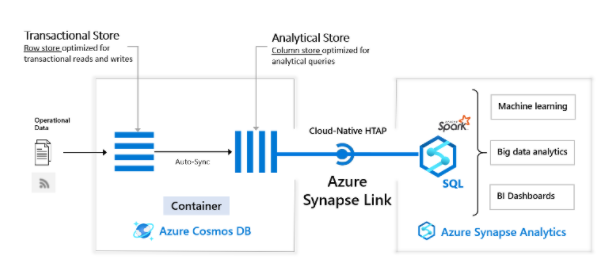 Transactional Store
Row store optimized for
transactional reads and writes
Analytical Store
Column store optimized for
analytical queries
Operational
Data
Auto-Sync
Container
Azure Cosmos DB
Cloud-Native HTAP
Azure
Synapse Link
APACHE
Spark
SQL
Machine learning
Big data analytics
BI Dashboards
Azure Synapse Analytics